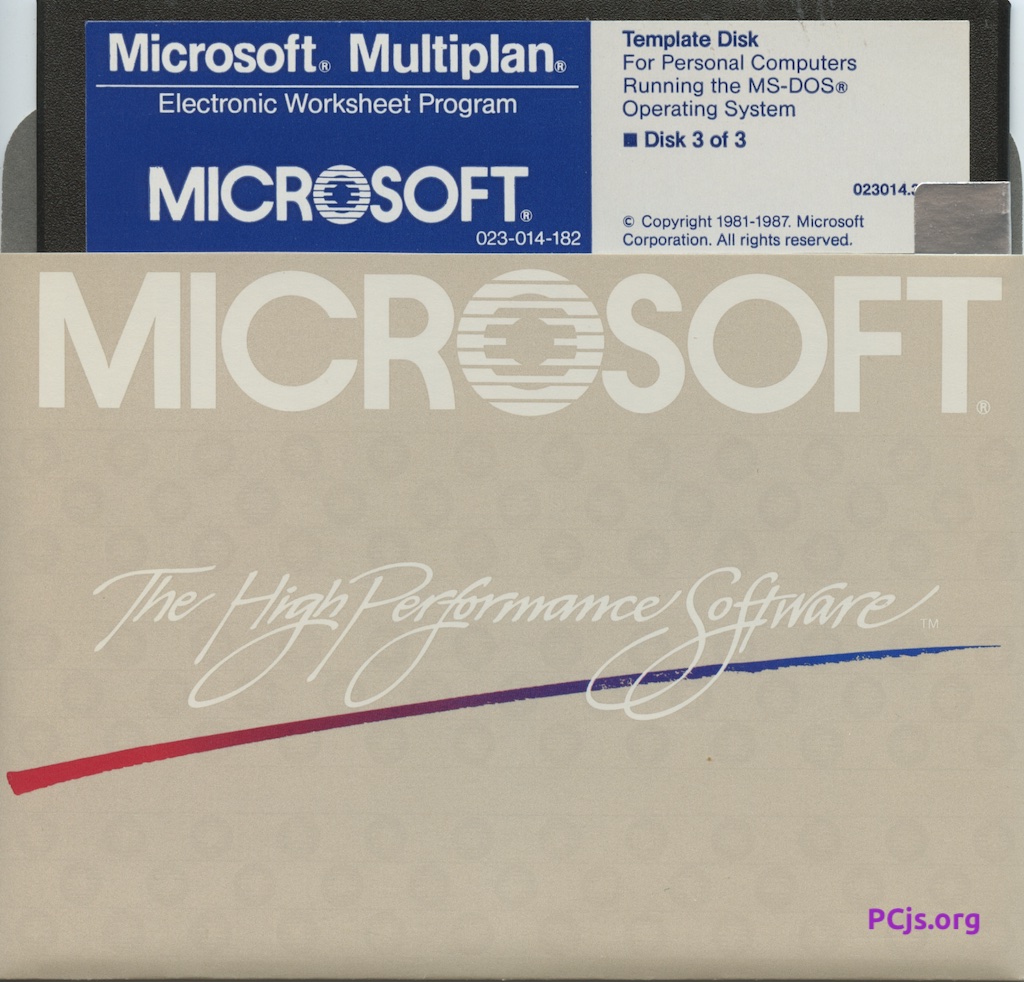 Microsoft® Multiplan®
Electronic Worksheet Program
MICROSOFT®
023-014-182
Template Disk
For Personal Computers
Running the MS-DOS®
Operating System
■ Disk 3 of 3
023014.
© Copyright 1981-1987. Microsoft
Corporation. All rights reserved.
MICROSOFT®
The High Performance Software™
PCjs.org